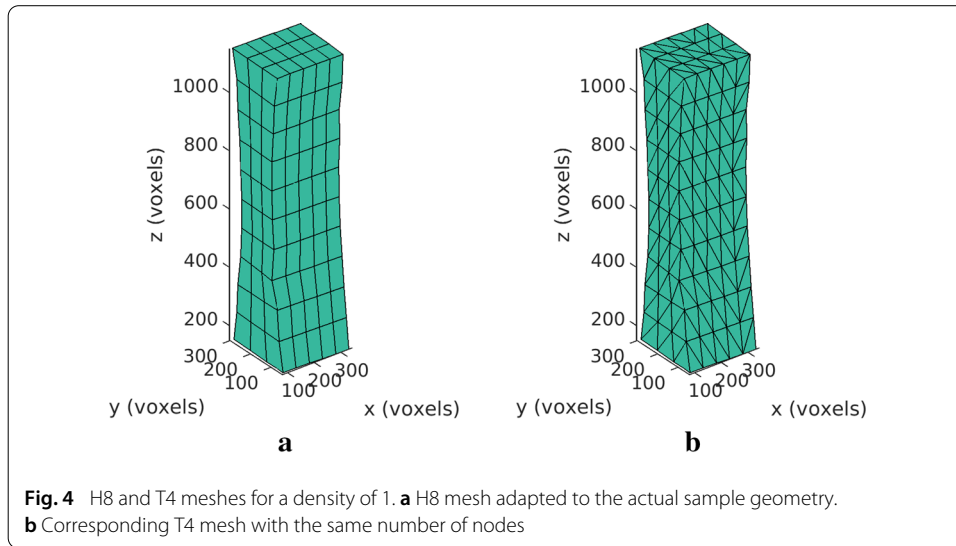 1000
800
600
400
200
z (voxels)
300
200
100
y (voxels)
100
200
300
x (voxels)
a
1000
800
600
400
200
z (voxels)
300
200
100
y (voxels)
100
200
300
x (voxels)
b
Fig. 4 H8 and T4 meshes for a density of 1. a H8 mesh adapted to the actual sample geometry.
b Corresponding T4 mesh with the same number of nodes